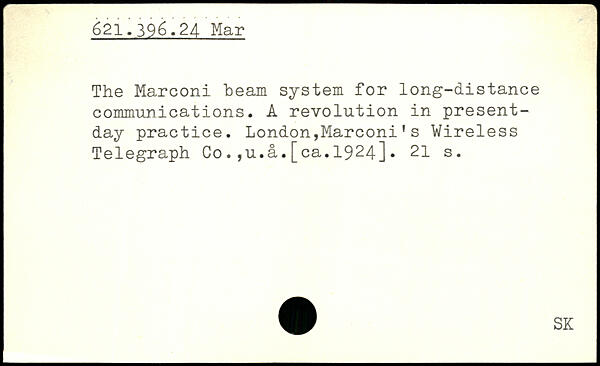 621.396.24 Mar
The Marconi beam system for long-distance
communications. A revolution in present-
day practice. London,Marconi's Wireless
Telegraph Co.,u.å.[ca.1924]. 21 s.
SK